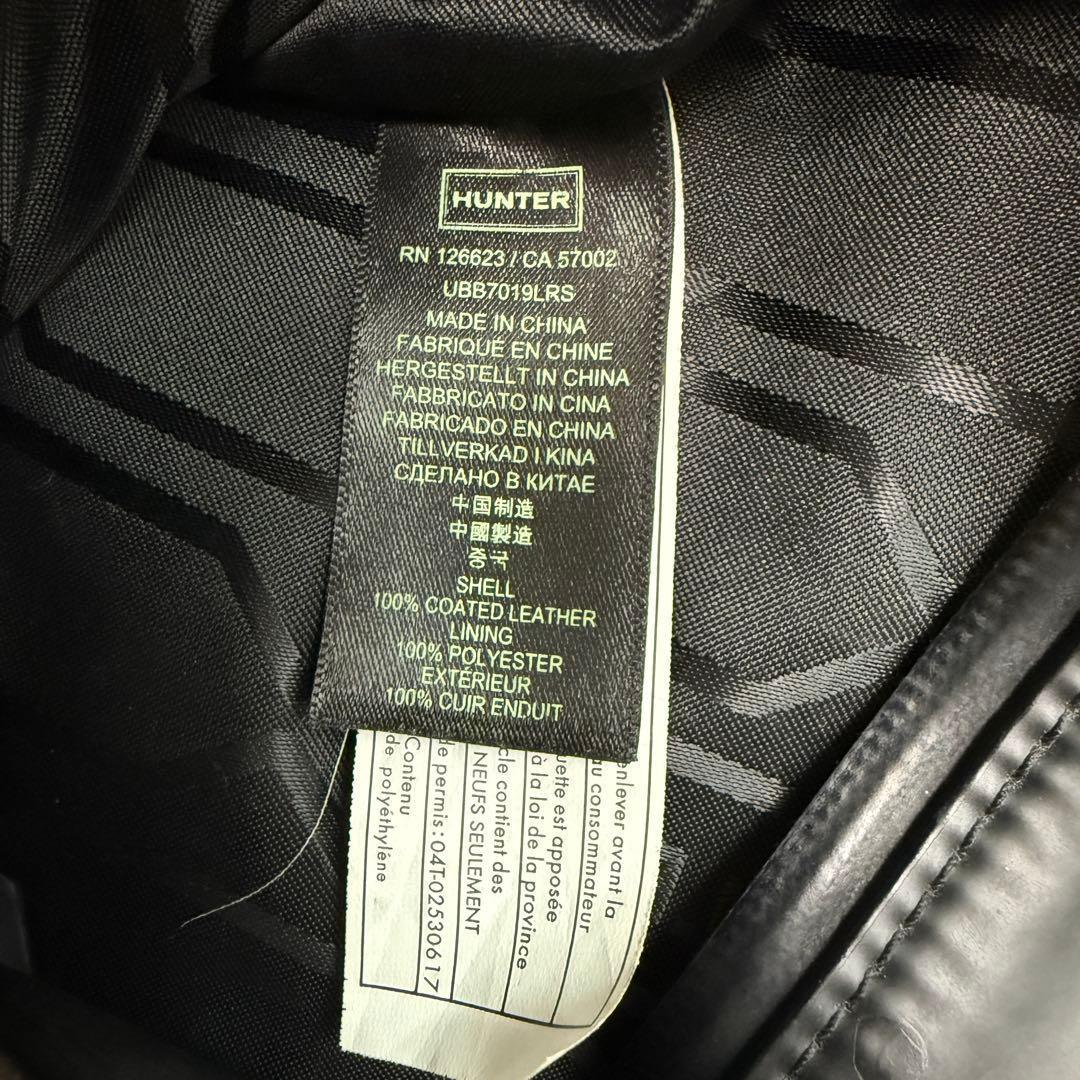 HUNTER
RN 126623 / CA 57002
UBB7019LRS
MADE IN CHINA
FABRIQUÉ EN CHINE
HERGESTELLT IN CHINA
FABBRICATO IN CINA
FABRICADO EN CHINA
TILLVERKAD I KINA
СДЕЛАНО В КИТАЕ
中国制造
中國製造
중국
SHELL
100% COATED LEATHER
LINING
100% POLYESTER
EXTÉRIEUR
100% CUIR ENDUIT
enlever avant la
au consommateur
est apposée
à la loi de la province
contient des
NEUFS SEULEMENT
de permis : 04T-02530617
Contenu
de polyéthylène